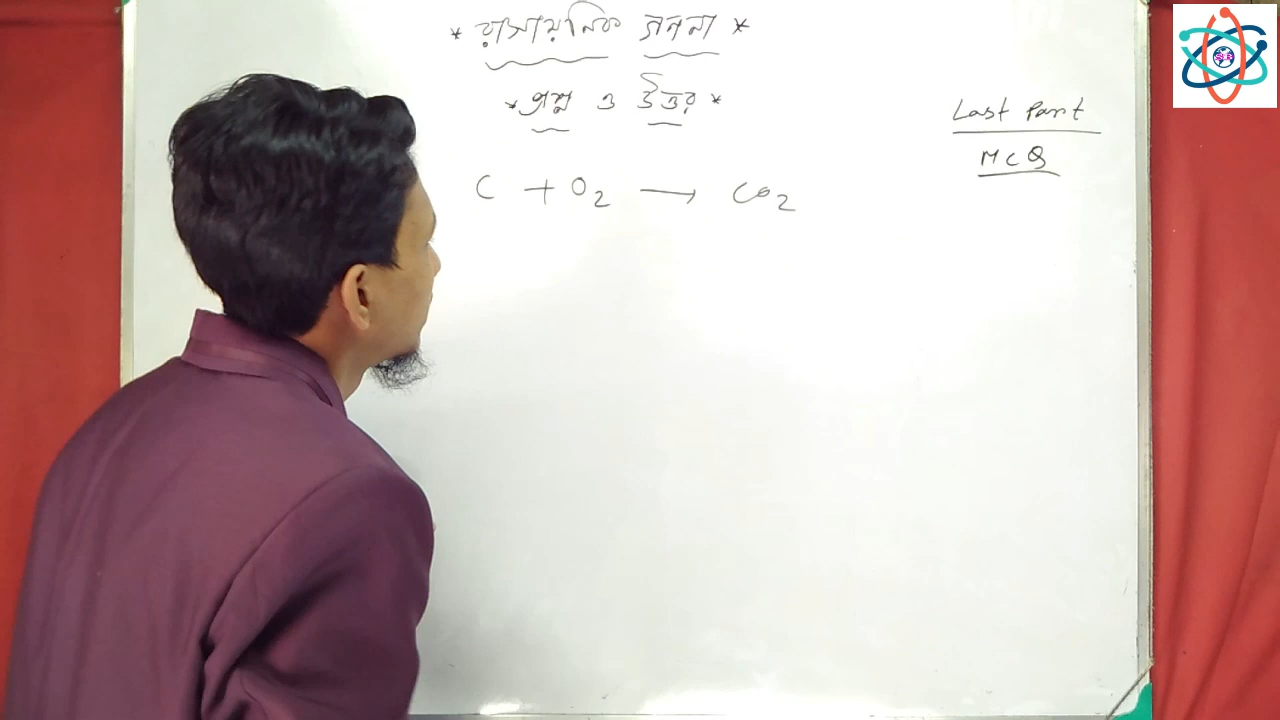 * রাসায়নিক গণনা *
* প্রশ্ন ও উত্তর *
Last Part
MCQ
C + O2 ⟶ CO2